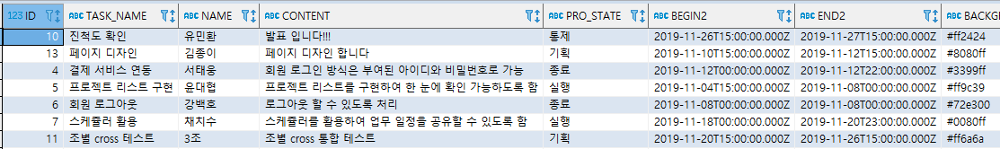 123 ID ABC TASK_NAME ABC NAME ABC CONTENT ABC PRO_STATE ABC BEGIN2 ABC END2 ABC BACKG
10 진척도 확인 유민환 발표 입니다!!! 통제 2019-11-26T15:00:00.000Z 2019-11-27T15:00:00.000Z #ff2424
13 페이지 디자인 김종이 페이지 디자인 합니다 기획 2019-11-10T15:00:00.000Z 2019-11-12T15:00:00.000Z #8080ff
4 결제 서비스 연동 서태웅 회원 로그인 방식은 부여된 아이디와 비밀번호로 가능 종료 2019-11-12T00:00:00.000Z 2019-11-12T22:00:00.000Z #3399ff
5 프로젝트 리스트 구현 윤대협 프로젝트 리스트를 구현하여 한 눈에 확인 가능하도록 함 실행 2019-11-04T15:00:00.000Z 2019-11-08T00:00:00.000Z #ff9c39
6 회원 로그아웃 강백호 로그아웃 할 수 있도록 처리 종료 2019-11-08T00:00:00.000Z 2019-11-08T00:00:00.000Z #72e300
7 스케쥴러 활용 채치수 스케쥴러를 활용하여 업무 일정을 공유할 수 있도록 함 실행 2019-11-18T00:00:00.000Z 2019-11-20T23:00:00.000Z #0080ff
11 조별 cross 테스트 3조 조별 cross 통합 테스트 기획 2019-11-20T15:00:00.000Z 2019-11-26T15:00:00.000Z #ff6a6a